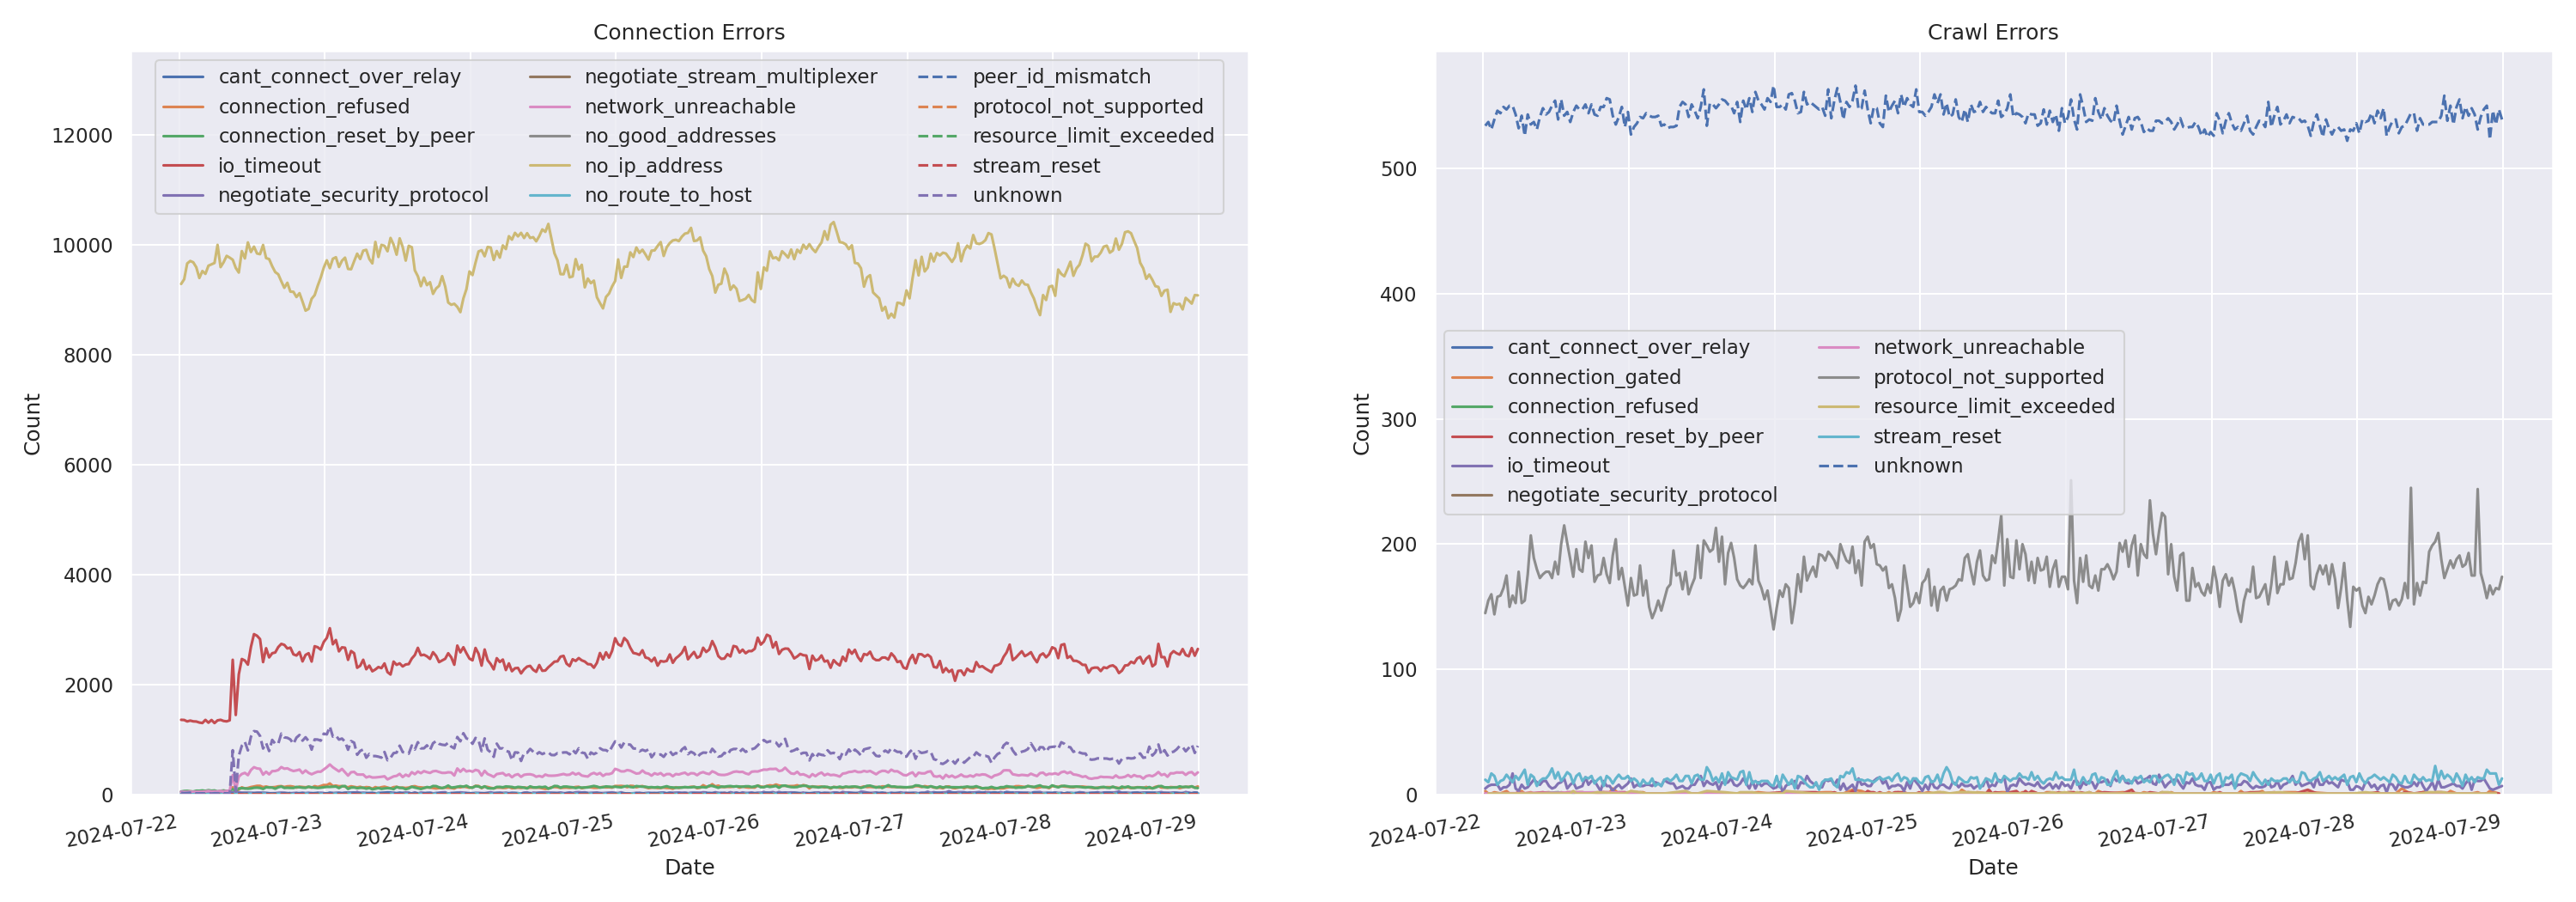 Connection Errors
cant_connect_over_relay
connection_refused
connection_reset_by_peer
io_timeout
negotiate_security_protocol
negotiate_stream_multiplexer
network_unreachable
no_good_addresses
no_ip_address
no_route_to_host
peer_id_mismatch
protocol_not_supported
resource_limit_exceeded
stream_reset
unknown
Count
12000
10000
8000
6000
4000
2000
0
2024-07-22
2024-07-23
2024-07-24
2024-07-25
2024-07-26
2024-07-27
2024-07-28
2024-07-29
Date
Crawl Errors
cant_connect_over_relay
connection_gated
connection_refused
connection_reset_by_peer
io_timeout
negotiate_security_protocol
network_unreachable
protocol_not_supported
resource_limit_exceeded
stream_reset
unknown
Count
500
400
300
200
100
0
2024-07-22
2024-07-23
2024-07-24
2024-07-25
2024-07-26
2024-07-27
2024-07-28
2024-07-29
Date